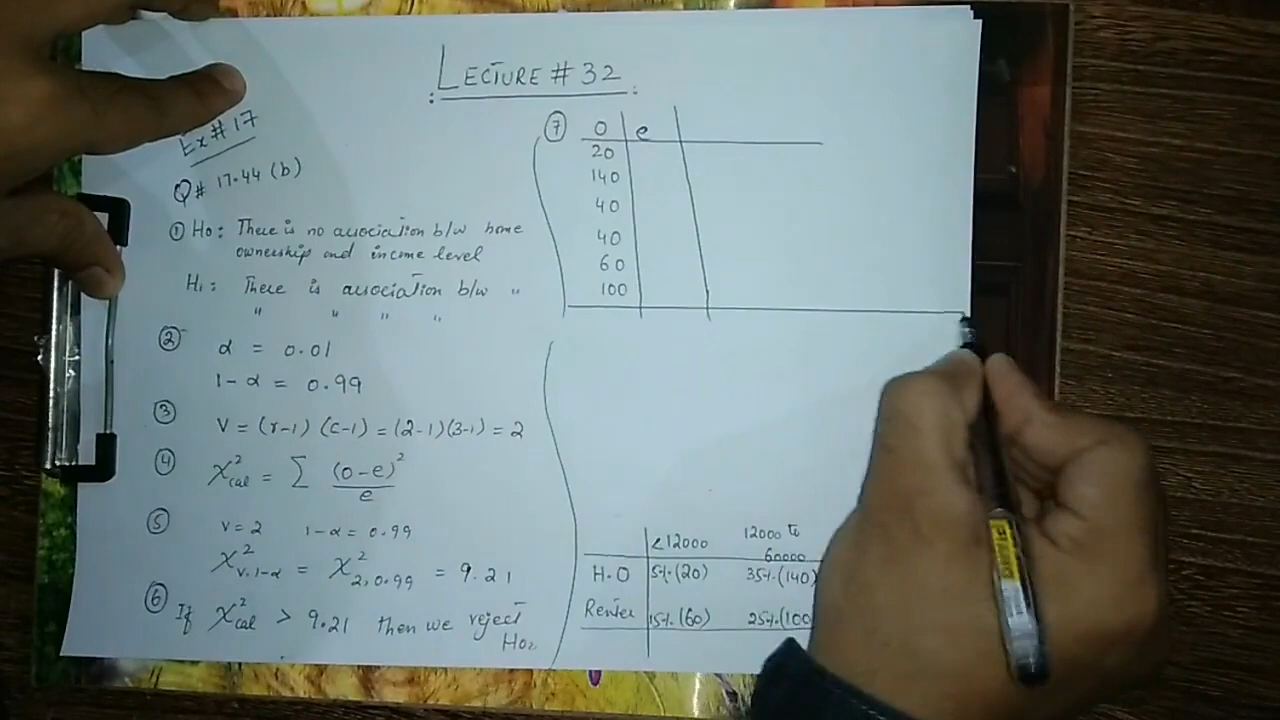 LECTURE # 32
Ex # 17
Q# 17.44 (b)
① Ho: There is no association b/w home
ownership and income level
H1: There is association b/w "
" " " "
② α = 0.01
1-α = 0.99
③ v = (r-1) (c-1) = (2-1)(3-1) = 2
④ χ²cal = Σ (o-e)²/e
⑤ v=2 1-α = 0.99
χ²v,1-α = χ²2,0.99 = 9.21
⑥ If χ²cal > 9.21 then we reject
Ho.
⑦ O e
20
140
40
40
60
100
<12000 12000 to
60000
H.O 5%(20) 35%(140)
Renter 15%(60) 25%(100